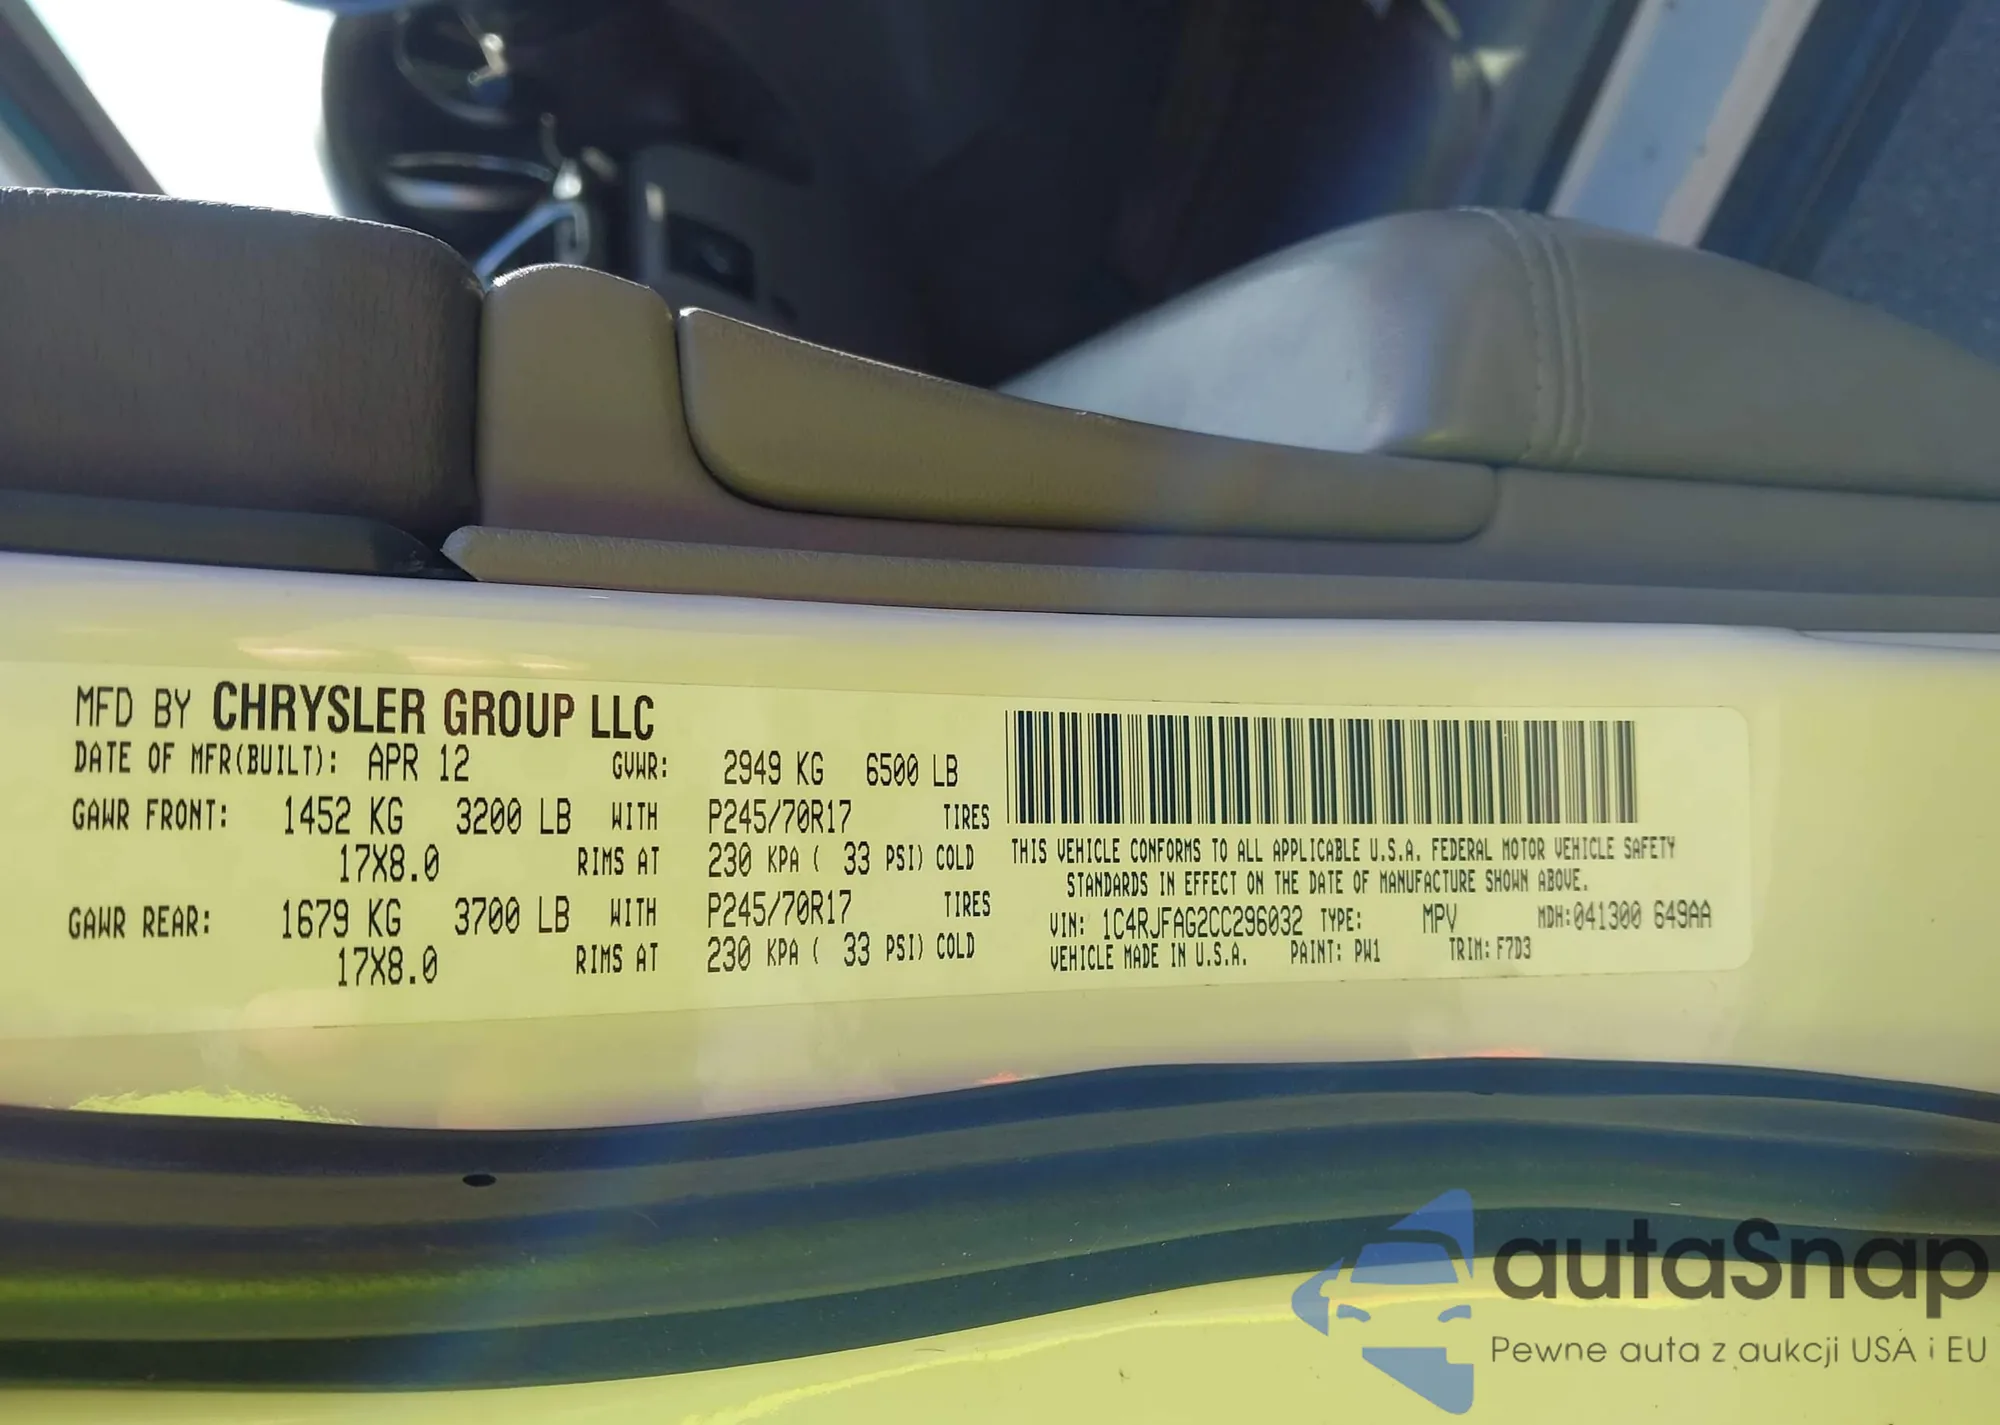 MFD BY CHRYSLER GROUP LLC
DATE OF MFR(BUILT): APR 12 GVWR: 2949 KG 6500 LB
GAWR FRONT: 1452 KG 3200 LB WITH P245/70R17 TIRES
17X8.0 RIMS AT 230 KPA ( 33 PSI) COLD
GAWR REAR: 1679 KG 3700 LB WITH P245/70R17 TIRES
17X8.0 RIMS AT 230 KPA ( 33 PSI) COLD
THIS VEHICLE CONFORMS TO ALL APPLICABLE U.S.A. FEDERAL MOTOR VEHICLE SAFETY
STANDARDS IN EFFECT ON THE DATE OF MANUFACTURE SHOWN ABOVE.
VIN: 1C4RJFAG2CC296032 TYPE: MPV MDH:041300 649AA
VEHICLE MADE IN U.S.A. PAINT: PW1 TRIM: F7D3
autaSnap
Pewne auta z aukcji USA i EU